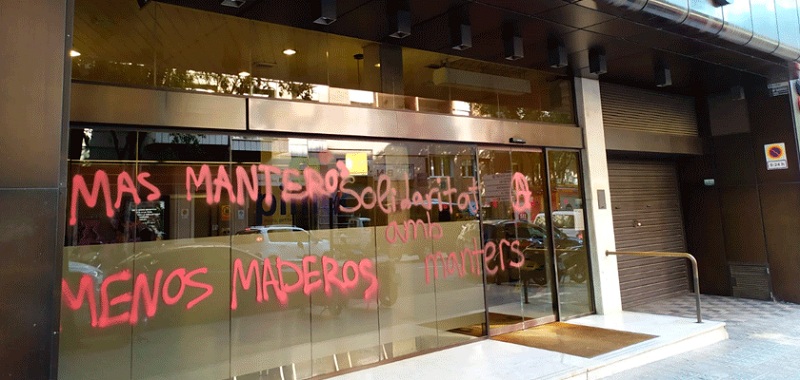 MAS MANTEROS
MENOS MADEROS
Solidaritat
amb
manters